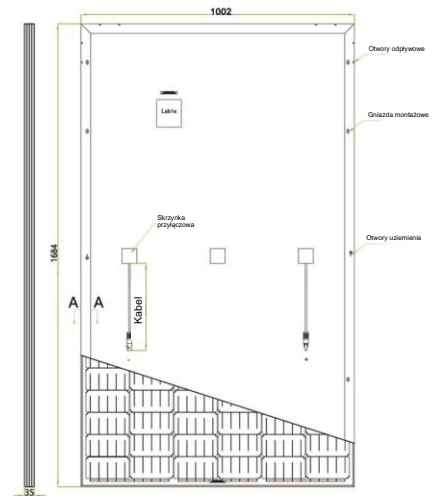 1002
Otwory odpływowe
Lable
Gniazda montażowe
Skrzynka
przyłączowa
Otwory uziemienia
1684
A A
Kabel
- +
35